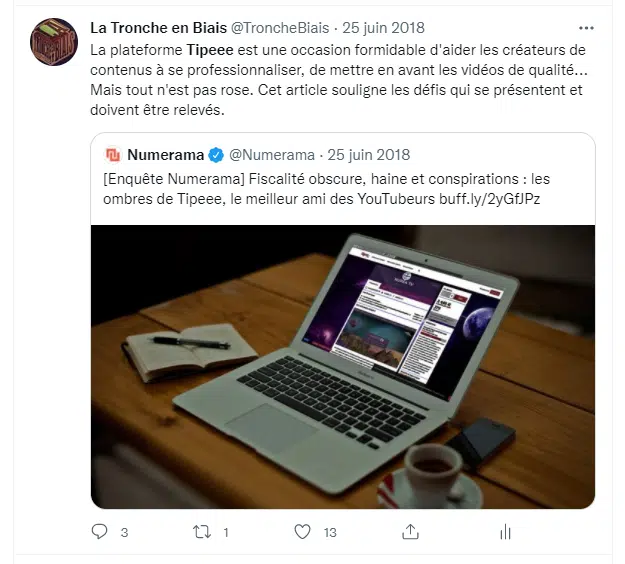 La Tronche en Biais @TroncheBiais · 25 juin 2018
La plateforme Tipeee est une occasion formidable d'aider les créateurs de
contenus à se professionnaliser, de mettre en avant les vidéos de qualité...
Mais tout n'est pas rose. Cet article souligne les défis qui se présentent et
doivent être relevés.
Numerama @Numerama · 25 juin 2018
[Enquête Numerama] Fiscalité obscure, haine et conspirations : les
ombres de Tipeee, le meilleur ami des YouTubeurs buff.ly/2yGfJPz
3 1 13